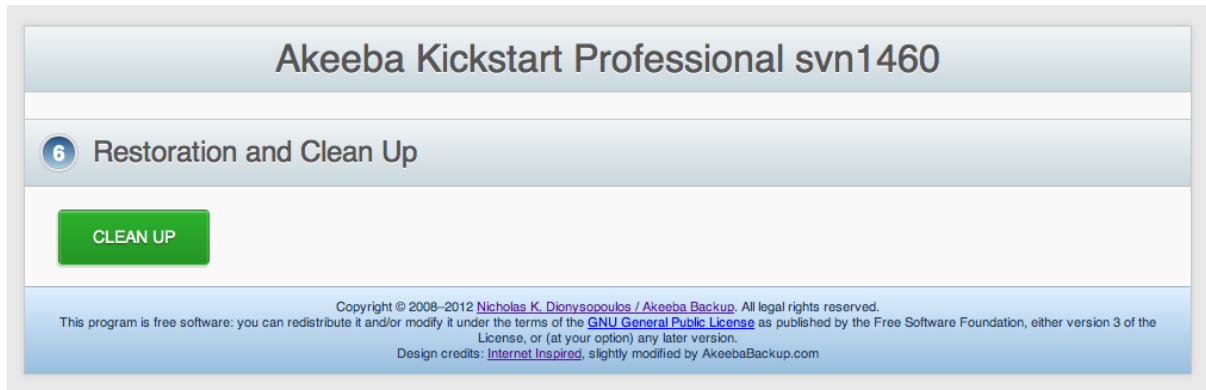 Akeeba Kickstart Professional svn1460
6 Restoration and Clean Up
CLEAN UP
Copyright © 2008–2012 Nicholas K. Dionysopoulos / Akeeba Backup. All legal rights reserved.
This program is free software: you can redistribute it and/or modify it under the terms of the GNU General Public License as published by the Free Software Foundation, either version 3 of the
License, or (at your option) any later version.
Design credits: Internet Inspired, slightly modified by AkeebaBackup.com